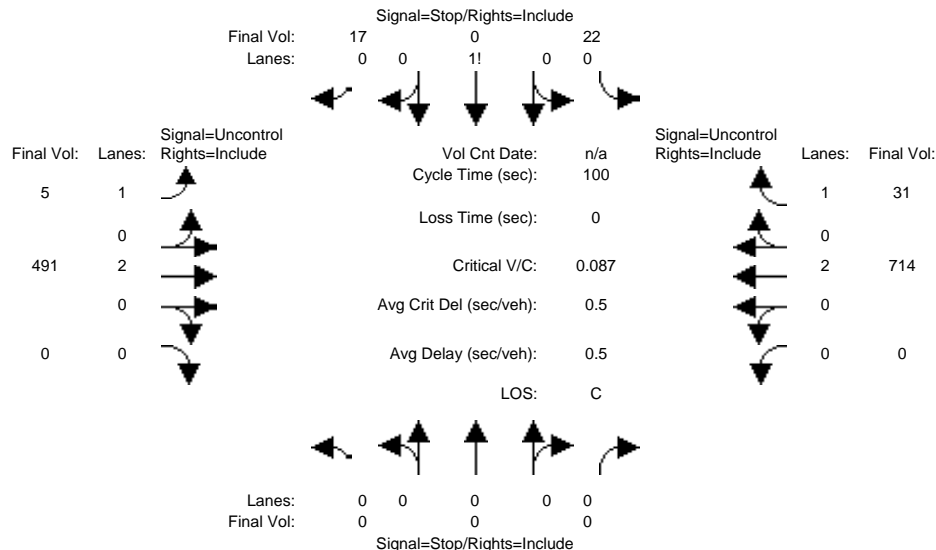 Signal=Stop/Rights=Include
Final Vol: 17 0 22
Lanes: 0 0 1! 0 0
Signal=Uncontrol Signal=Uncontrol
Final Vol: Lanes: Rights=Include Vol Cnt Date: n/a Rights=Include Lanes: Final Vol:
Cycle Time (sec): 100
5 1 1 31
Loss Time (sec): 0
0 0
491 2 Critical V/C: 0.087 2 714
0 Avg Crit Del (sec/veh): 0.5 0
0 0 Avg Delay (sec/veh): 0.5 0 0
LOS: C
Lanes: 0 0 0 0 0
Final Vol: 0 0 0
Signal=Stop/Rights=Include